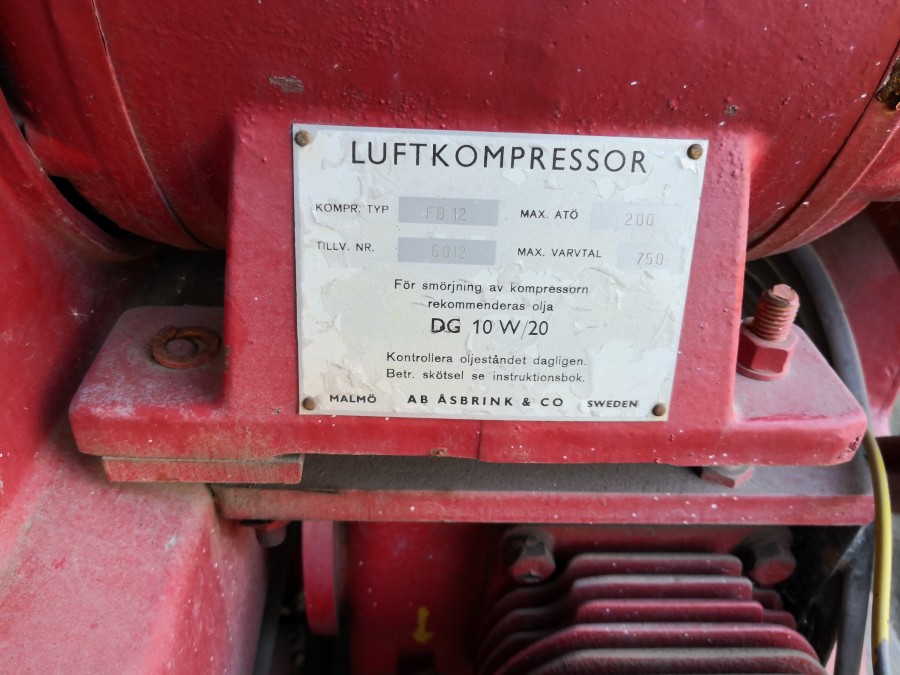 LUFTKOMPRESSOR
KOMPR. TYP FB 12 MAX. ATÖ 200
TILLV. NR. 6012 MAX. VARVTAL 750
För smörjning av kompressorn
rekommenderas olja
DG 10 W/20
Kontrollera oljeståndet dagligen.
Betr. skötsel se instruktionsbok.
MALMÖ AB ÅSBRINK & CO SWEDEN